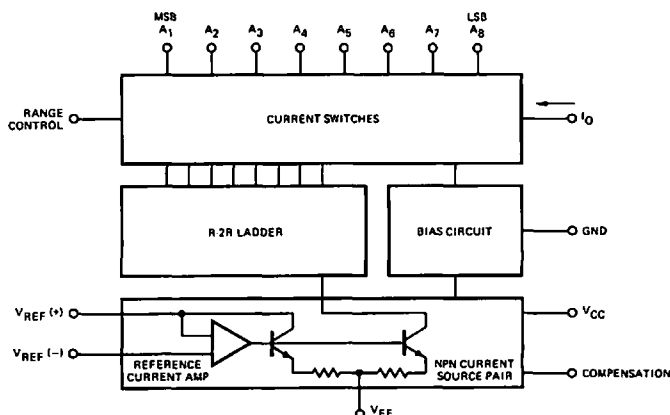 MSB LSB
A1 A2 A3 A4 A5 A6 A7 A8
RANGE
CONTROL
CURRENT SWITCHES
IO
R-2R LADDER
BIAS CIRCUIT
GND
VREF (+)
VCC
VREF (−)
REFERENCE
CURRENT AMP
NPN CURRENT
SOURCE PAIR
COMPENSATION
VEE